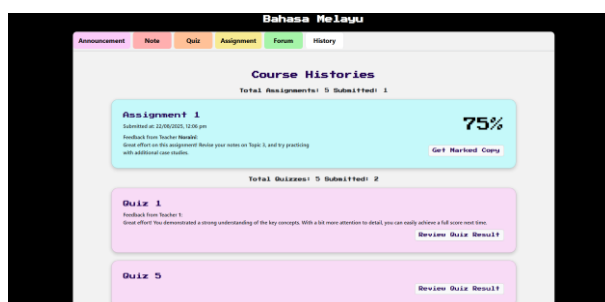 Bahasa Melayu
Announcement Note Quiz Assignment Forum History
Course Histories
Total Assignments: 5 Submitted: 1
Assignment 1
Submitted at: 22/06/2025, 12:06 pm
Feedback from Teacher Noraini:
Great effort on this assignment! Revise your notes on Topic 3, and try practicing
with additional case studies.
75%
Get Marked Copy
Total Quizzes: 5 Submitted: 2
Quiz 1
Feedback from Teacher 1:
Great effort! You demonstrated a strong understanding of the key concepts. With a bit more attention to detail, you can easily achieve a full score next time.
Review Quiz Result
Quiz 5
Review Quiz Result